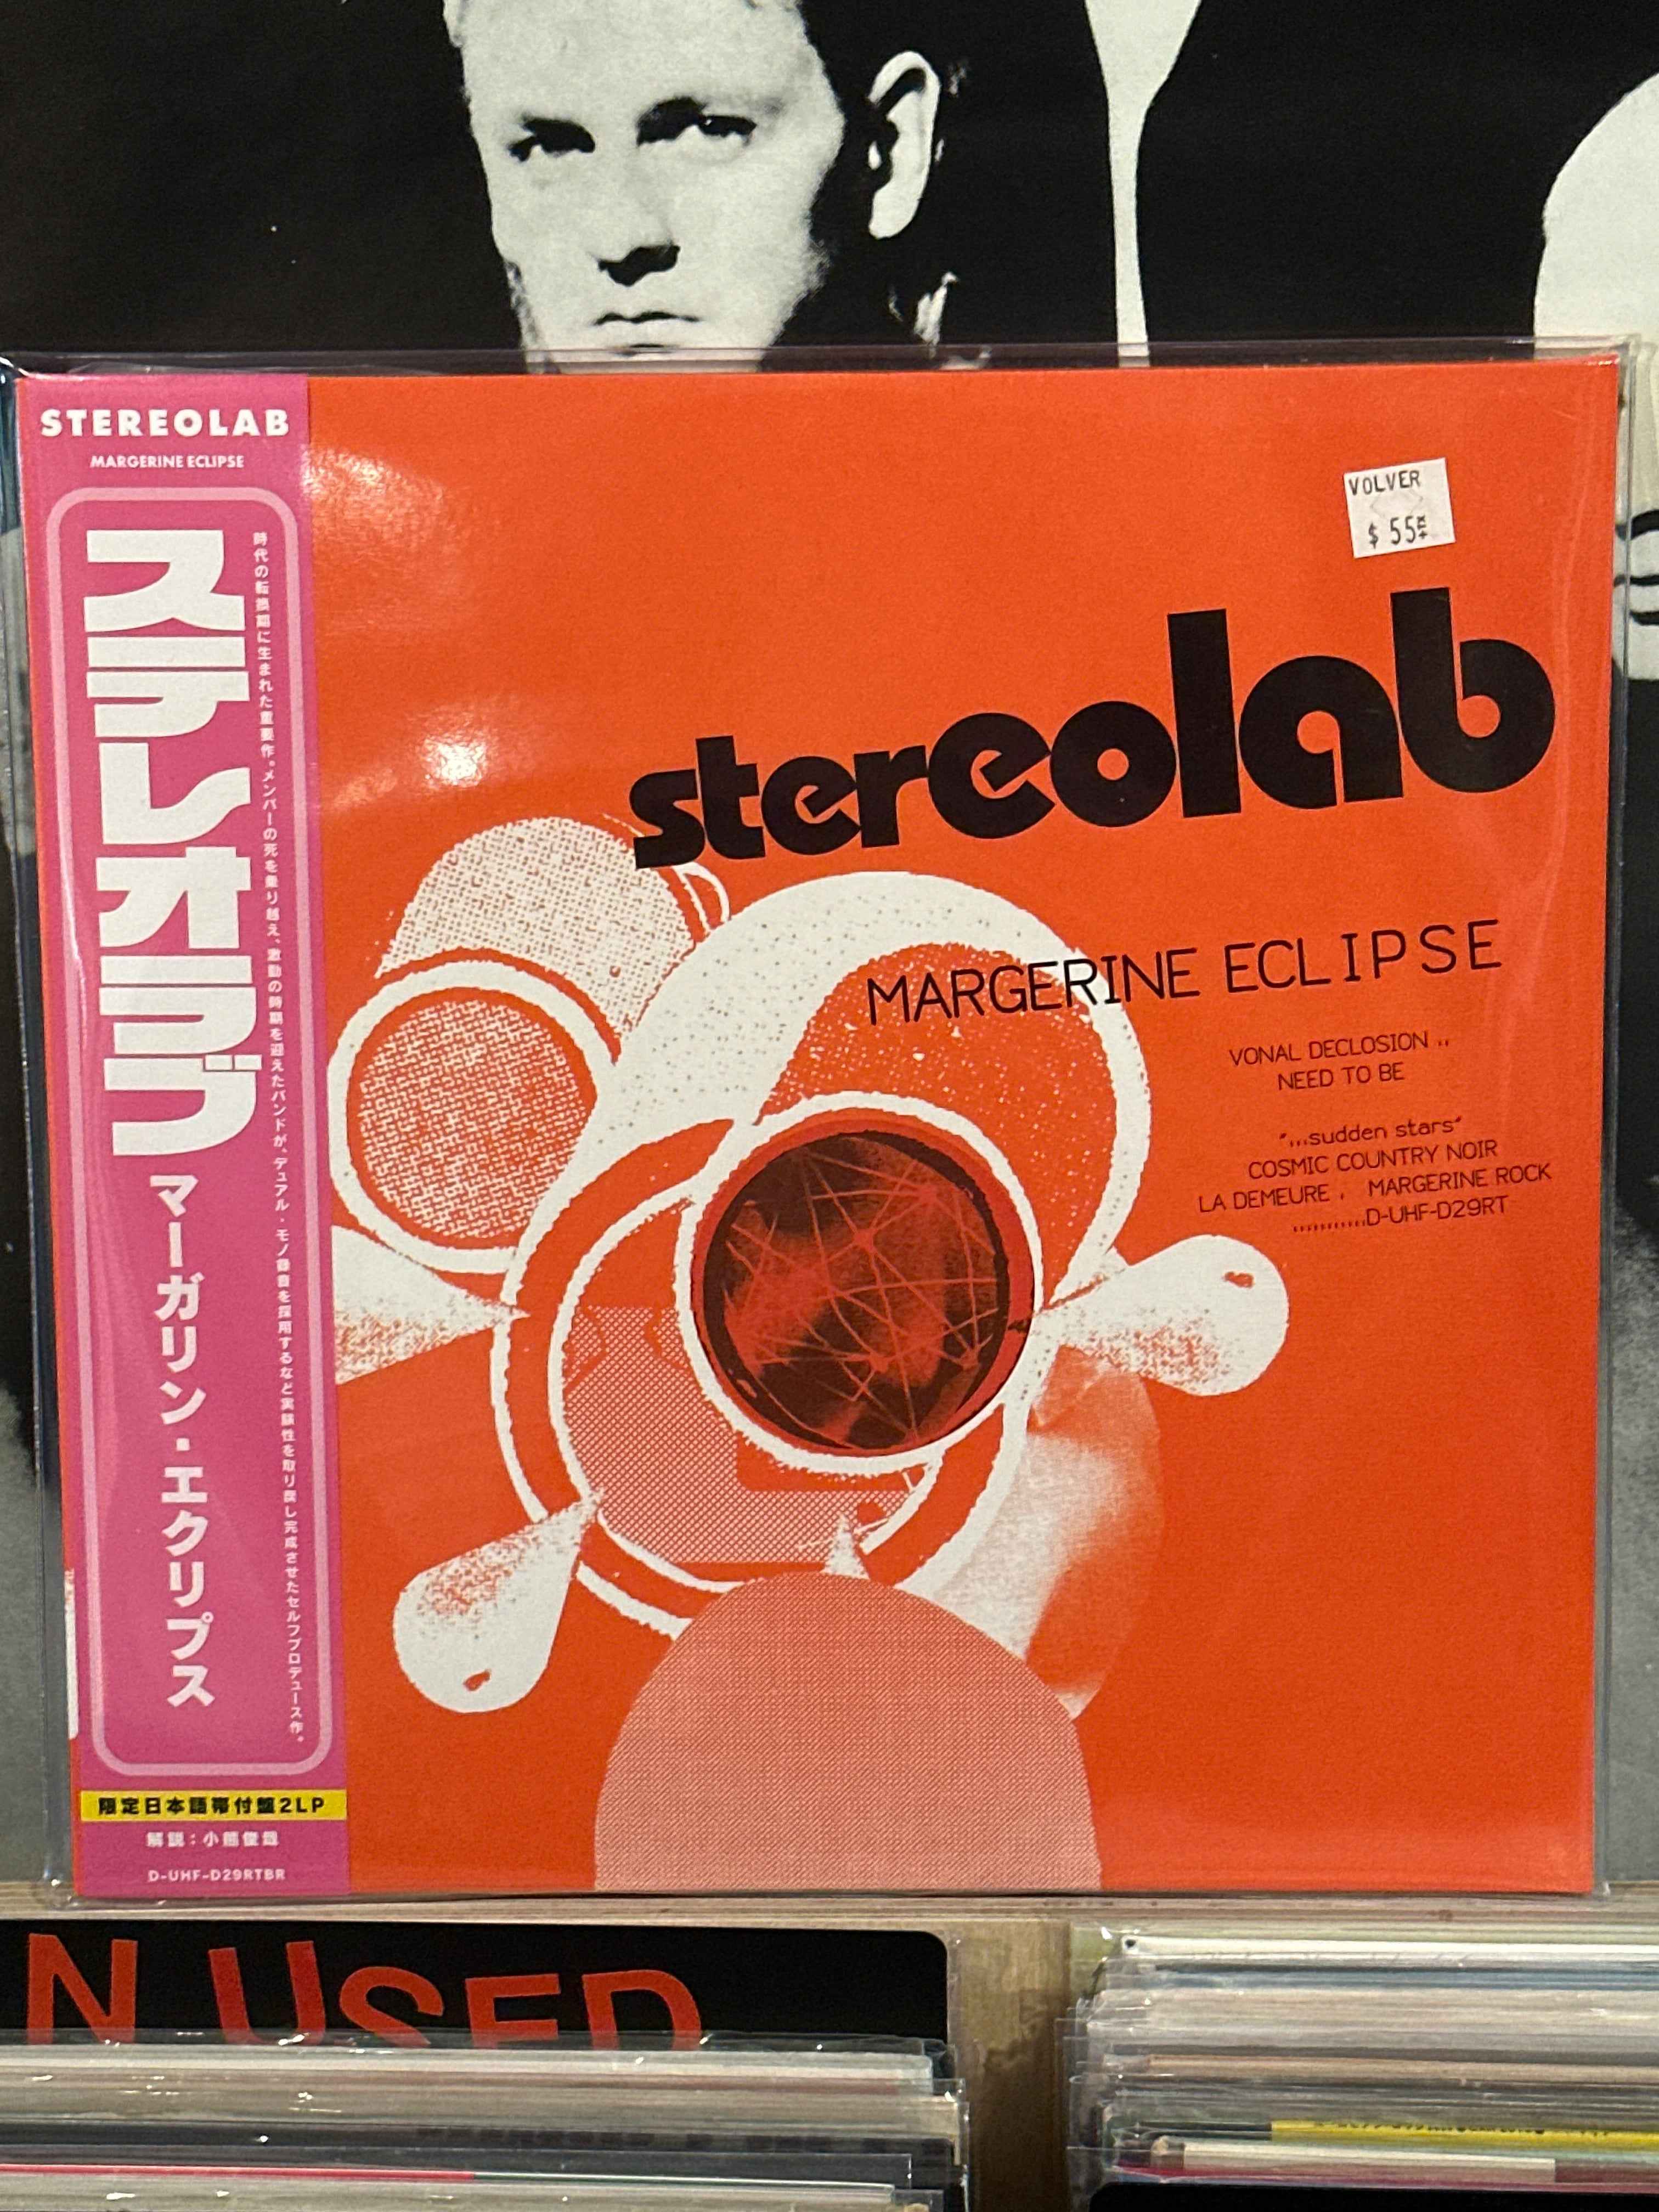 STEREOLAB
MARGERINE ECLIPSE
時代の転換期に生まれた重要作。メンバーの死を乗り越え、激動の時期を迎えたバンドが、デュアル・モノ録音を採用するなど実験性を取り戻し完成させたセルフプロデュース作。
ステレオラブ
マーガリン・エクリプス
限定日本語帯付盤2LP
解説:小熊俊哉
D-UHF-D29RTBR
VOLVER
$ 55
stereolab
MARGERINE ECLIPSE
VONAL DECLOSION ..
NEED TO BE
"...sudden stars"
COSMIC COUNTRY NOIR
LA DEMEURE , MARGERINE ROCK
...........D-UHF-D29RT
N USED